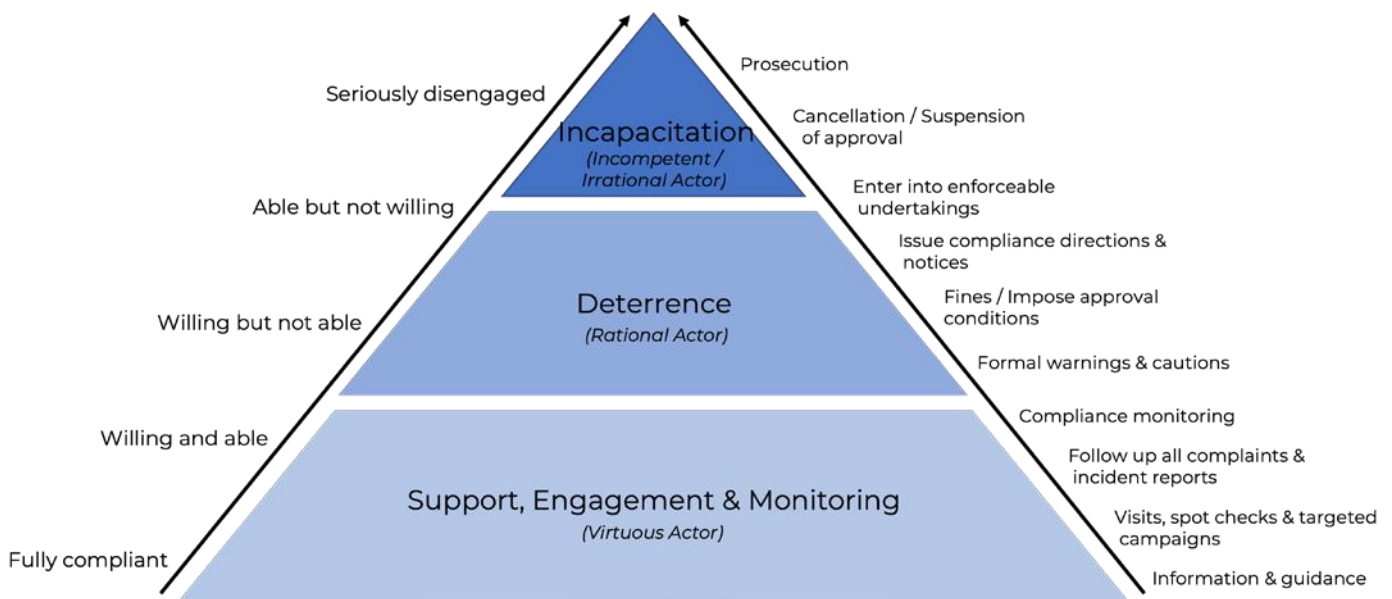 Prosecution
Seriously disengaged
Cancellation / Suspension
of approval
Incapacitation
(Incompetent /
Irrational Actor)
Able but not willing
Enter into enforceable
undertakings
Issue compliance directions &
notices
Deterrence
(Rational Actor)
Willing but not able
Fines / Impose approval
conditions
Formal warnings & cautions
Willing and able
Compliance monitoring
Follow up all complaints &
incident reports
Support, Engagement & Monitoring
(Virtuous Actor)
Visits, spot checks & targeted
campaigns
Fully compliant
Information & guidance